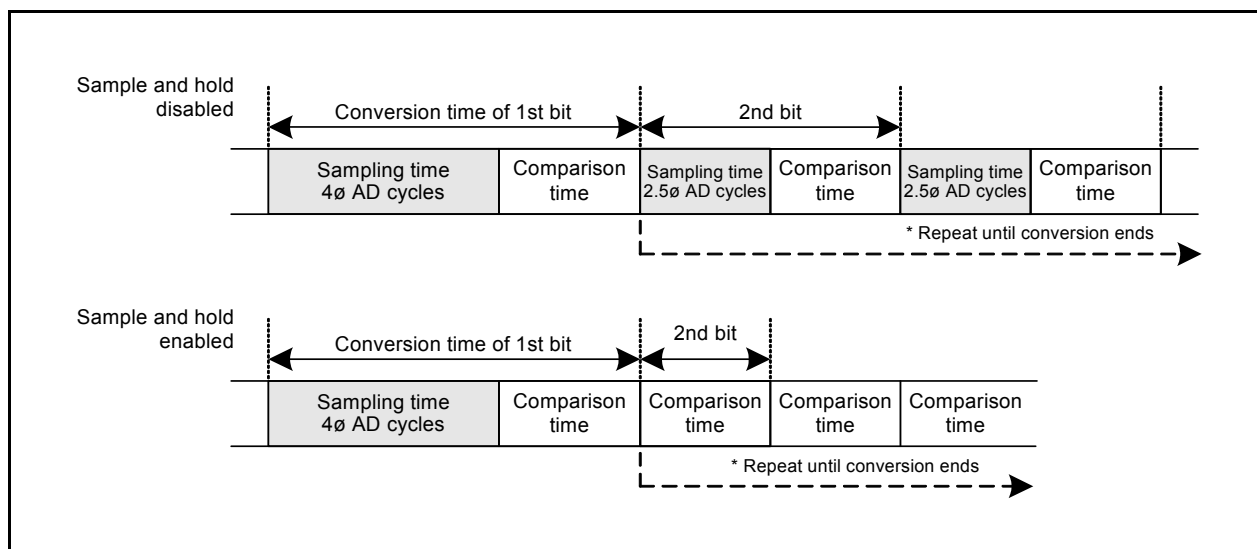 Sample and hold
disabled
Conversion time of 1st bit
2nd bit
Sampling time
4ø AD cycles
Comparison
time
Sampling time
2.5ø AD cycles
Comparison
time
Sampling time
2.5ø AD cycles
Comparison
time
* Repeat until conversion ends
Sample and hold
enabled
Conversion time of 1st bit
2nd bit
Sampling time
4ø AD cycles
Comparison
time
Comparison
time
Comparison
time
Comparison
time
* Repeat until conversion ends